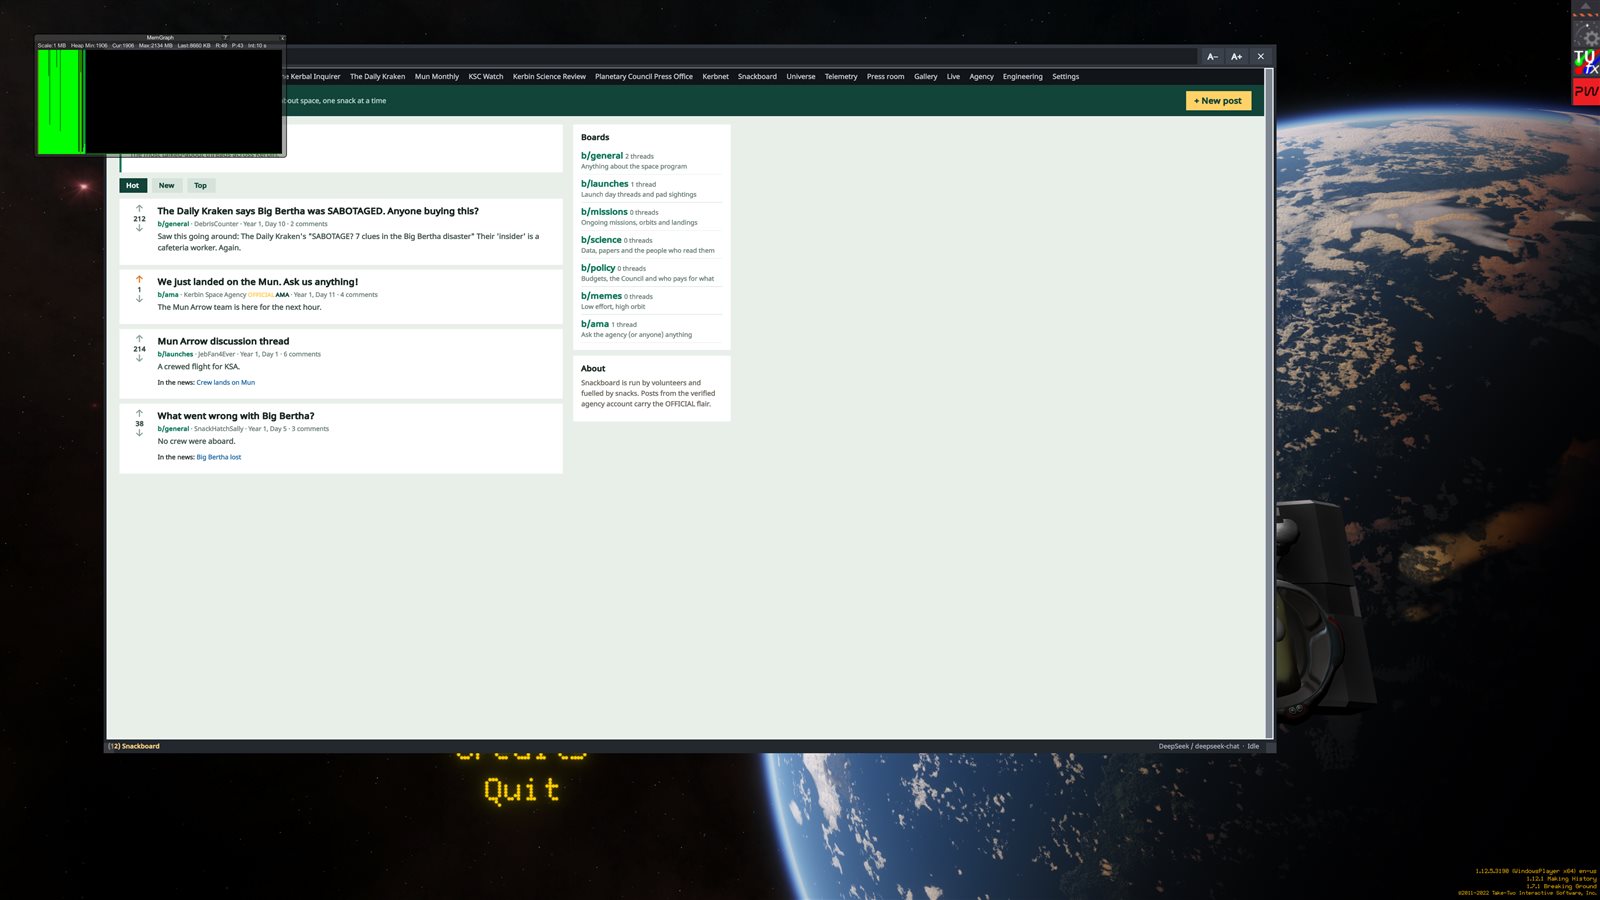 MemGraph
?
x
Scale:1 MB Heap Min:1906 Cur:1906 Max:2134 MB Last:8660 KB R:49 P:43 Int:10 s
A− A+ ✕
Kerbal Inquirer The Daily Kraken Mun Monthly KSC Watch Kerbin Science Review Planetary Council Press Office Kerbnet Snackboard Universe Telemetry Press room Gallery Live Agency Engineering Settings
about space, one snack at a time
+ New post
Hot New Top
212
The Daily Kraken says Big Bertha was SABOTAGED. Anyone buying this?
b/general · DebrisCounter · Year 1, Day 10 · 2 comments
Saw this going around: The Daily Kraken's "SABOTAGE? 7 clues in the Big Bertha disaster" Their 'insider' is a
cafeteria worker. Again.
1
We just landed on the Mun. Ask us anything!
b/ama · Kerbin Space Agency OFFICIAL AMA · Year 1, Day 11 · 4 comments
The Mun Arrow team is here for the next hour.
214
Mun Arrow discussion thread
b/launches · JebFan4Ever · Year 1, Day 1 · 6 comments
A crewed flight for KSA.
In the news: Crew lands on Mun
38
What went wrong with Big Bertha?
b/general · SnackHatchSally · Year 1, Day 5 · 3 comments
No crew were aboard.
In the news: Big Bertha lost
Boards
b/general 2 threads
Anything about the space program
b/launches 1 thread
Launch day threads and pad sightings
b/missions 0 threads
Ongoing missions, orbits and landings
b/science 0 threads
Data, papers and the people who read them
b/policy 0 threads
Budgets, the Council and who pays for what
b/memes 0 threads
Low effort, high orbit
b/ama 1 thread
Ask the agency (or anyone) anything
About
Snackboard is run by volunteers and
fuelled by snacks. Posts from the verified
agency account carry the OFFICIAL flair.
(12) Snackboard
DeepSeek / deepseek-chat · Idle
Quit
TU
TX
PW
1.12.5.3190 (WindowsPlayer x64) en-us
1.12.1 Making History
1.7.1 Breaking Ground
©2011-2022 Take-Two Interactive Software, Inc.